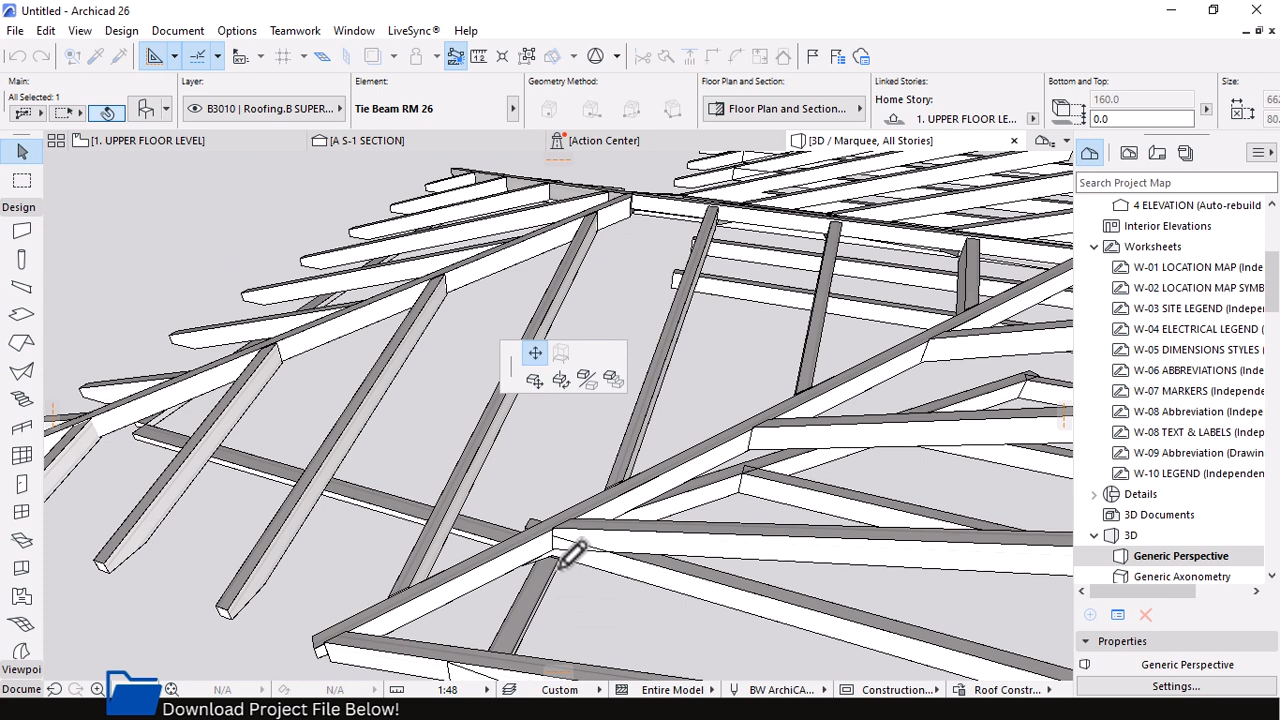 Untitled - Archicad 26
File Edit View Design Document Options Teamwork Window LiveSync® Help
Main:
All Selected: 1
Layer:
B3010 | Roofing.B SUPER...
Element:
Tie Beam RM 26
Geometry Method:
Floor Plan and Section:
Floor Plan and Section...
Linked Stories:
Home Story:
1. UPPER FLOOR LE...
Bottom and Top:
160.0
0.0
Size:
[1. UPPER FLOOR LEVEL]
[A S-1 SECTION]
[Action Center]
[3D / Marquee, All Stories]
Design
Viewpoi
Docume
Search Project Map
4 ELEVATION (Auto-rebuild
Interior Elevations
Worksheets
W-01 LOCATION MAP (Inde
W-02 LOCATION MAP SYMB
W-03 SITE LEGEND (Indeper
W-04 ELECTRICAL LEGEND (
W-05 DIMENSIONS STYLES (
W-06 ABBREVIATIONS (Inde
W-07 MARKERS (Independe
W-08 Abbreviation (Indepe
W-08 TEXT & LABELS (Indep
W-09 Abbreviation (Drawin
W-10 LEGEND (Independen
Details
3D Documents
3D
Generic Perspective
Generic Axonometry
Properties
Generic Perspective
Settings...
N/A
N/A
1:48
Custom
Entire Model
BW ArchiCA...
Construction...
Roof Constr...
Download Project File Below!